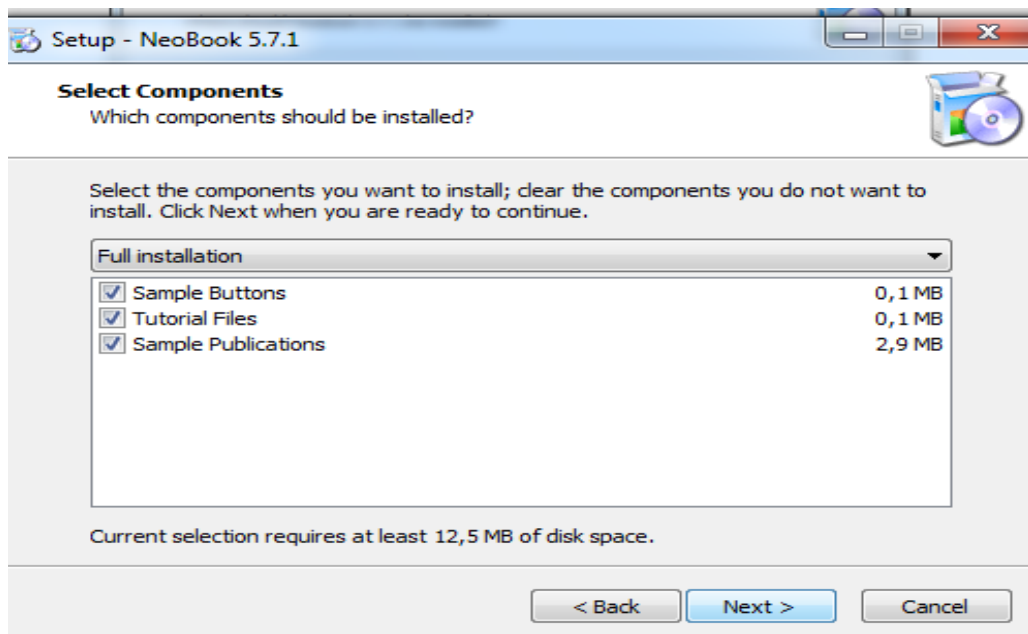 Setup - NeoBook 5.7.1
Select Components
Which components should be installed?
Select the components you want to install; clear the components you do not want to
install. Click Next when you are ready to continue.
Full installation
Sample Buttons 0,1 MB
Tutorial Files 0,1 MB
Sample Publications 2,9 MB
Current selection requires at least 12,5 MB of disk space.
< Back Next > Cancel